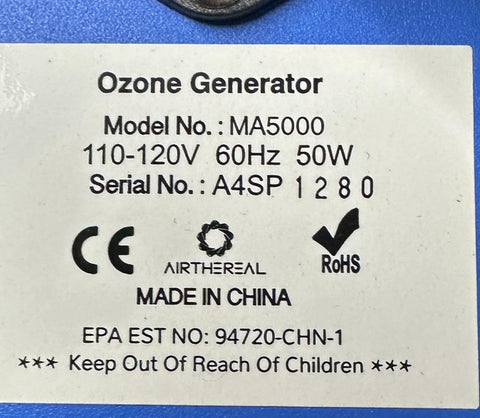 Ozone Generator
Model No.: MA5000
110-120V 60Hz 50W
Serial No.: A4SP 1280
CE AIRTHEREAL RoHS
MADE IN CHINA
EPA EST NO: 94720-CHN-1
*** Keep Out Of Reach Of Children ***